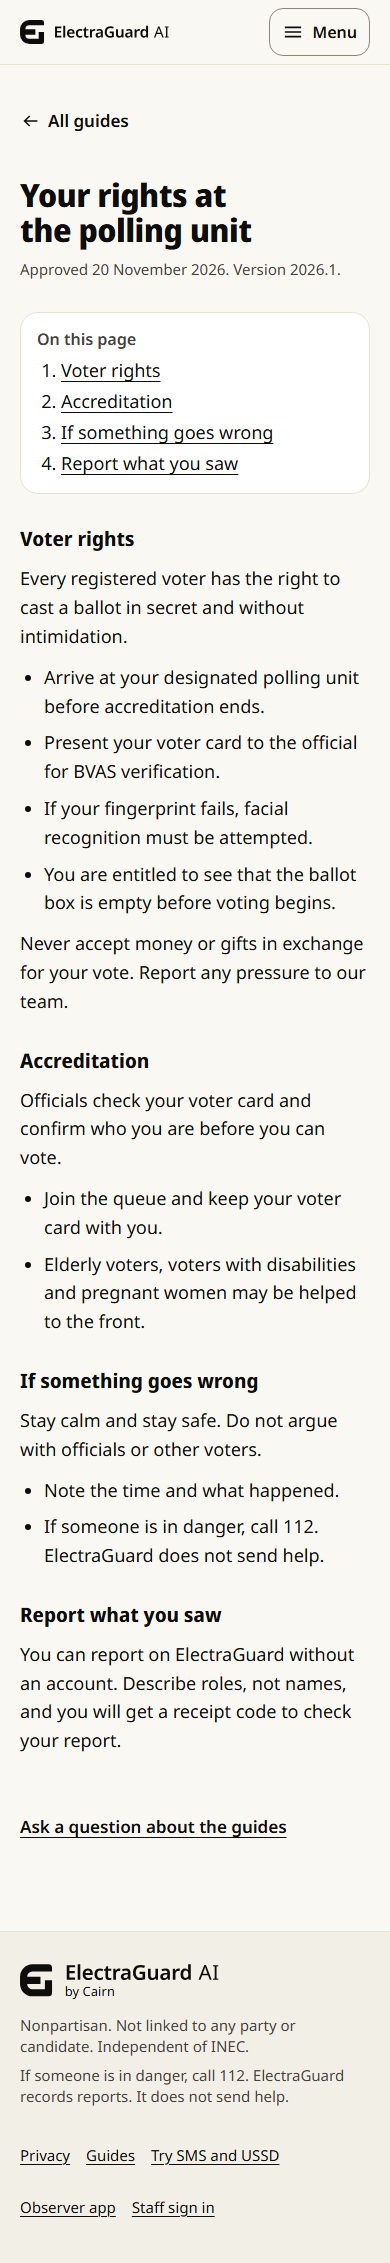 ElectraGuard AI
Menu
← All guides
Your rights at
the polling unit
Approved 20 November 2026. Version 2026.1.
On this page
1. Voter rights
2. Accreditation
3. If something goes wrong
4. Report what you saw
Voter rights
Every registered voter has the right to
cast a ballot in secret and without
intimidation.
• Arrive at your designated polling unit
before accreditation ends.
• Present your voter card to the official
for BVAS verification.
• If your fingerprint fails, facial
recognition must be attempted.
• You are entitled to see that the ballot
box is empty before voting begins.
Never accept money or gifts in exchange
for your vote. Report any pressure to our
team.
Accreditation
Officials check your voter card and
confirm who you are before you can
vote.
• Join the queue and keep your voter
card with you.
• Elderly voters, voters with disabilities
and pregnant women may be helped
to the front.
If something goes wrong
Stay calm and stay safe. Do not argue
with officials or other voters.
• Note the time and what happened.
• If someone is in danger, call 112.
ElectraGuard does not send help.
Report what you saw
You can report on ElectraGuard without
an account. Describe roles, not names,
and you will get a receipt code to check
your report.
Ask a question about the guides
ElectraGuard AI
by Cairn
Nonpartisan. Not linked to any party or
candidate. Independent of INEC.
If someone is in danger, call 112. ElectraGuard
records reports. It does not send help.
Privacy Guides Try SMS and USSD
Observer app Staff sign in